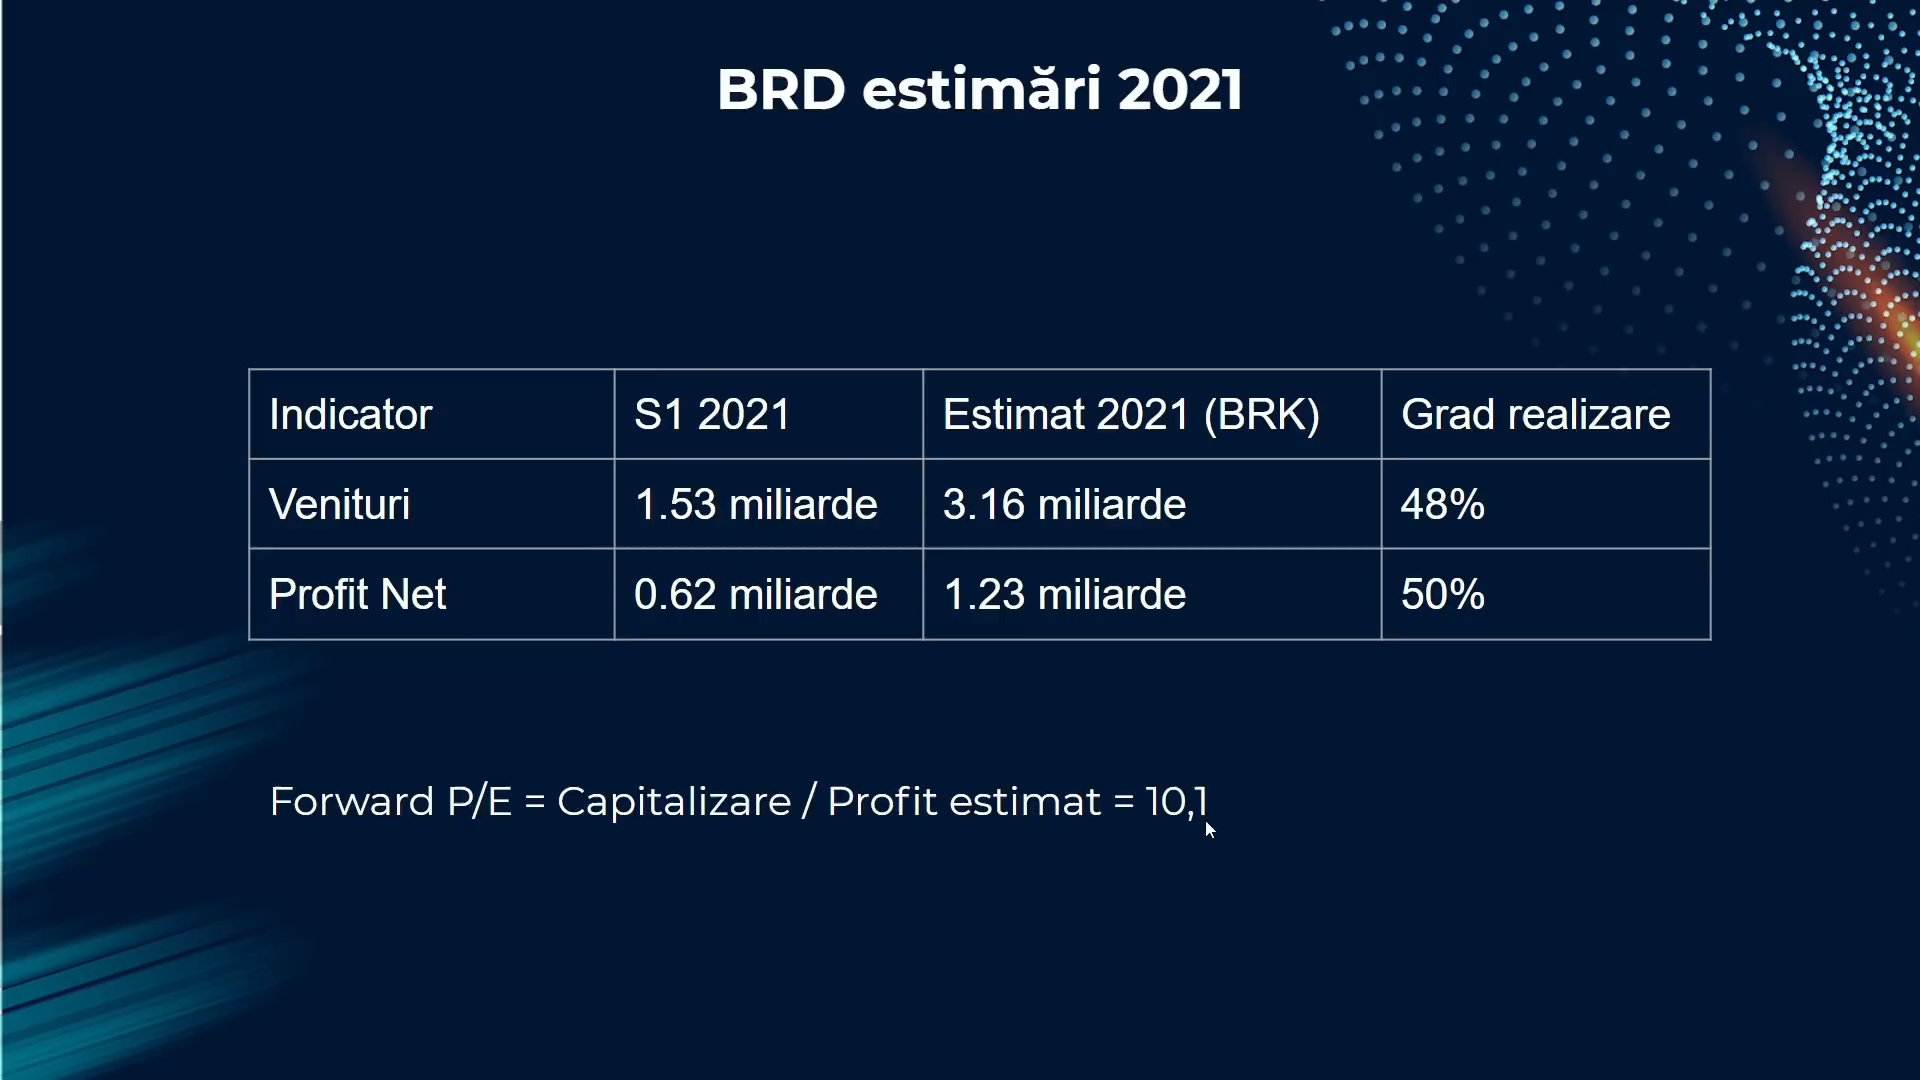 BRD estimări 2021
Indicator S1 2021 Estimat 2021 (BRK) Grad realizare
Venituri 1.53 miliarde 3.16 miliarde 48%
Profit Net 0.62 miliarde 1.23 miliarde 50%
Forward P/E = Capitalizare / Profit estimat = 10,1